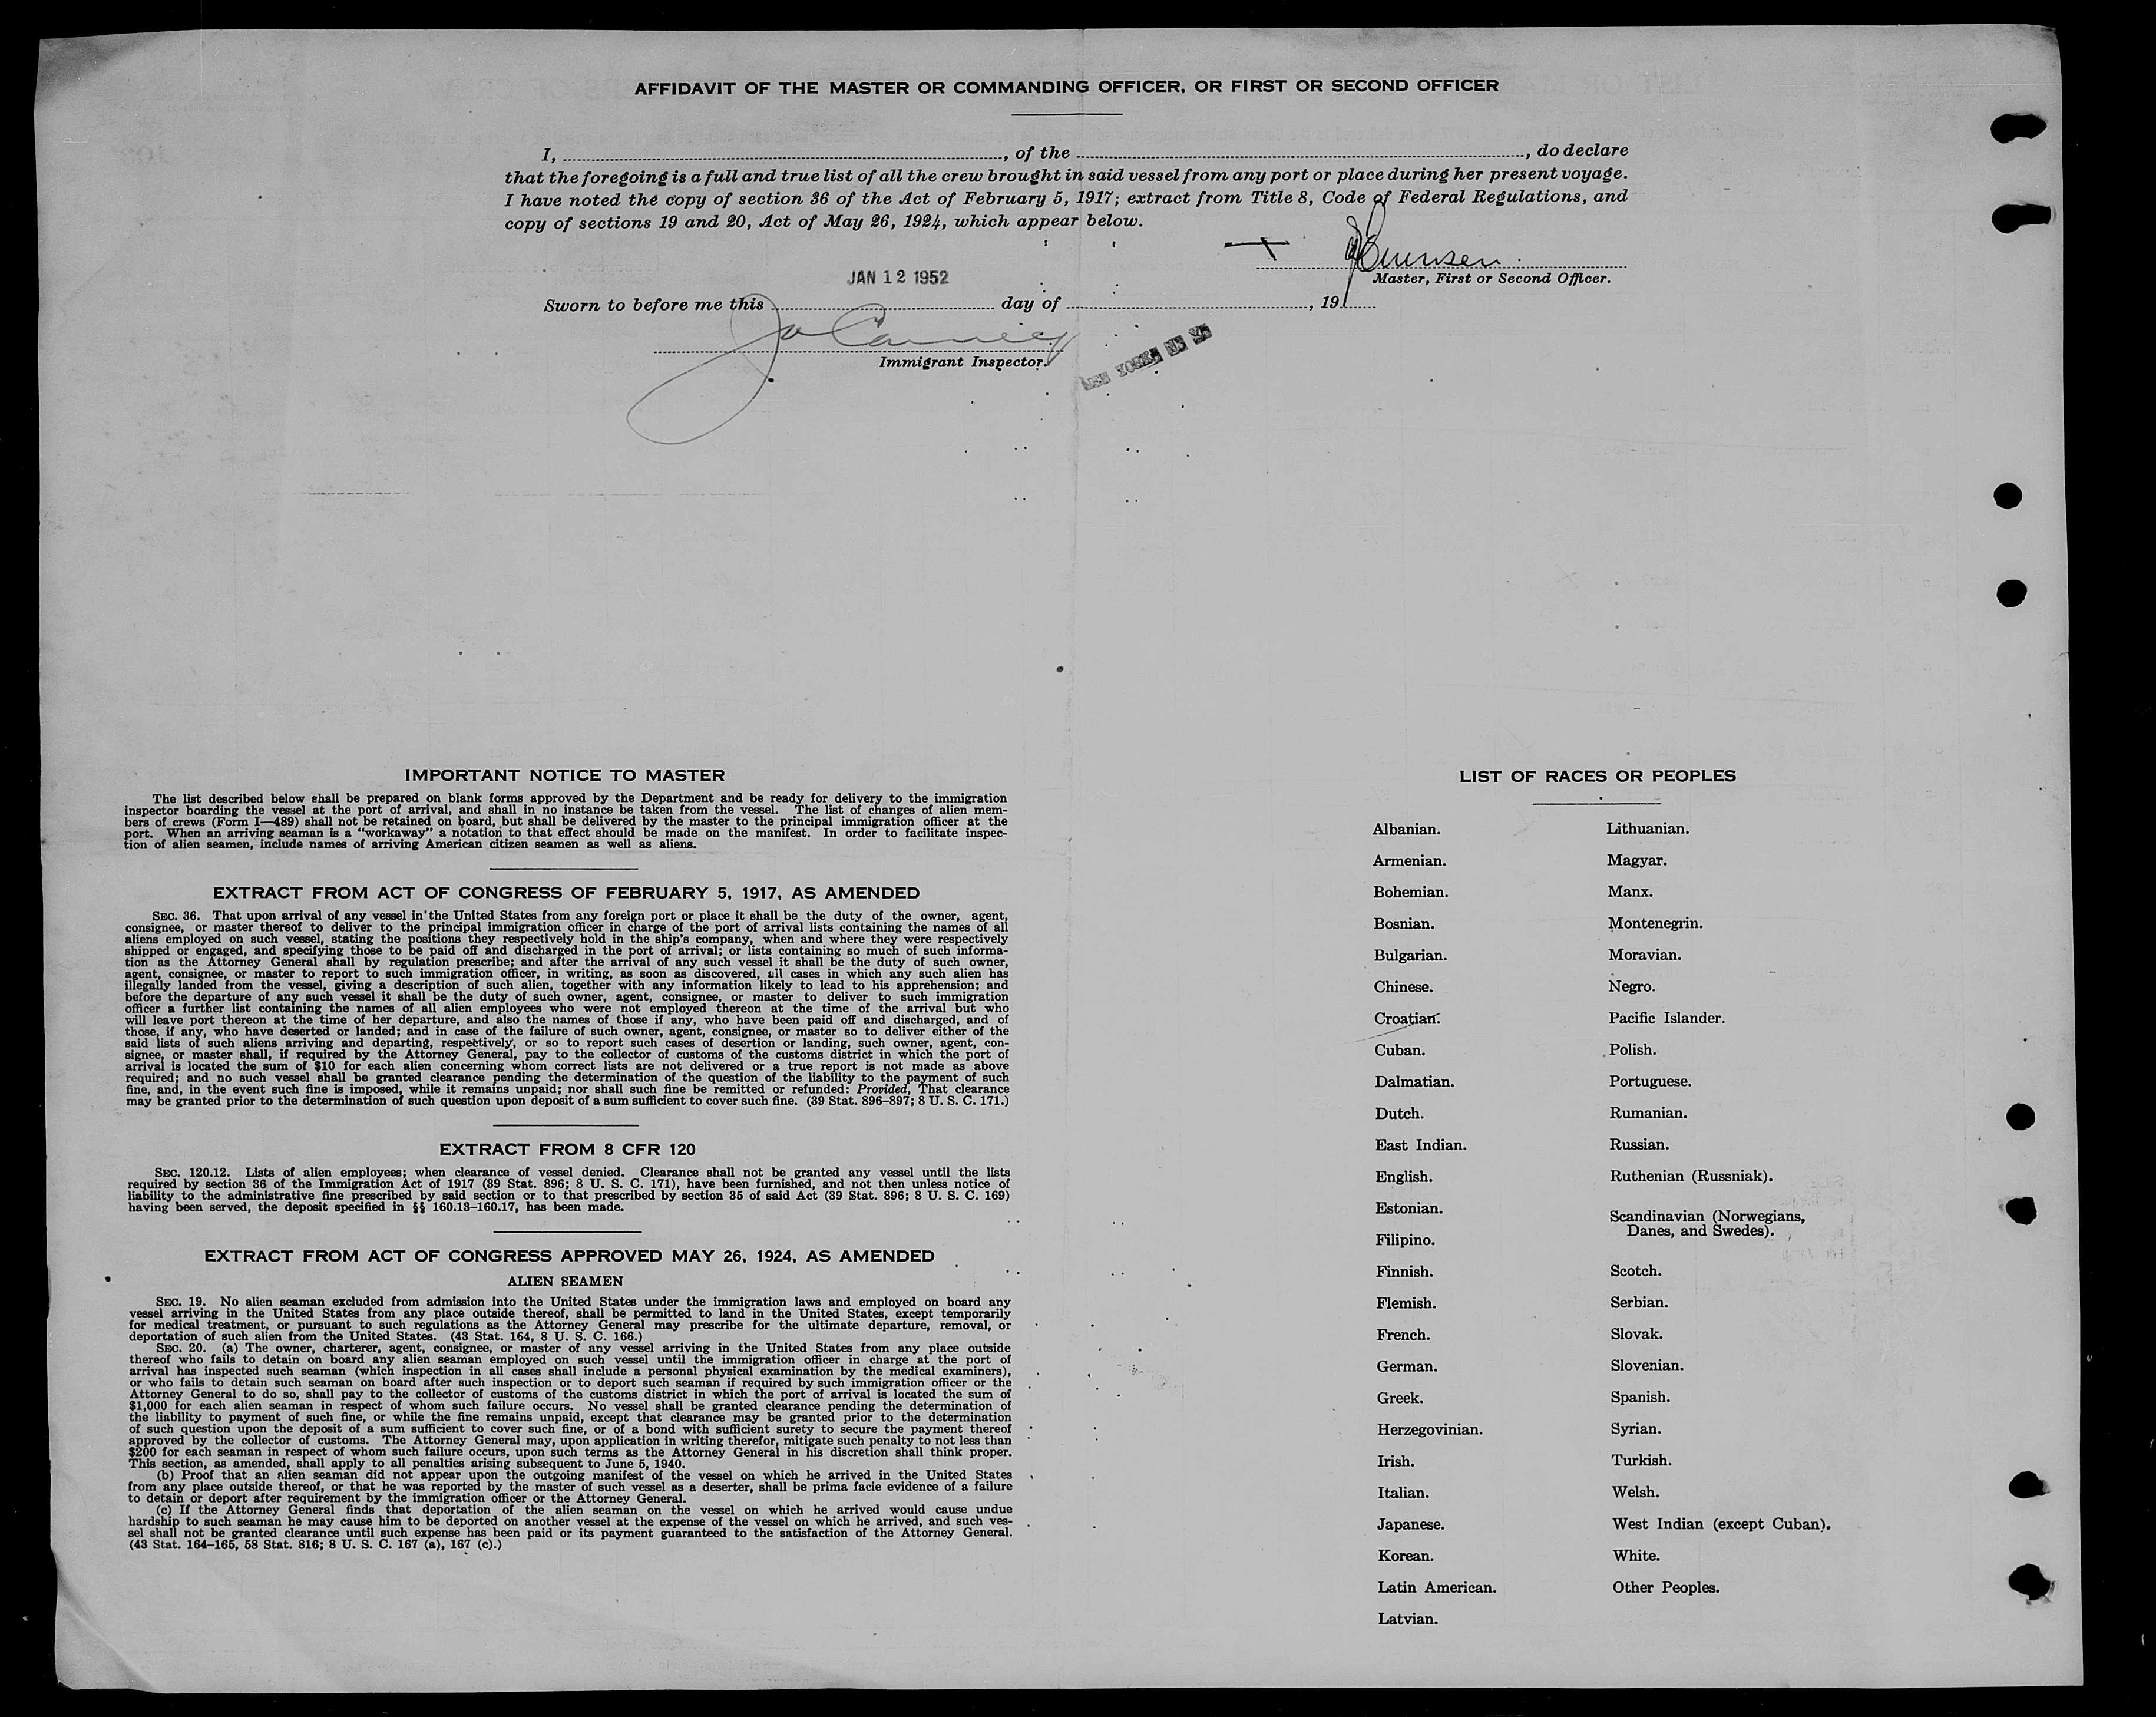 AFFIDAVIT OF THE MASTER OR COMMANDING OFFICER, OR FIRST OR SECOND OFFICER
I, ........, of the ........, do declare
that the foregoing is a full and true list of all the crew brought in said vessel from any port or place during her present voyage.
I have noted the copy of section 36 of the Act of February 5, 1917; extract from Title 8, Code of Federal Regulations, and
copy of sections 19 and 20, Act of May 26, 1924, which appear below.
Master, First or Second Officer.
JAN 12 1952
Sworn to before me this ........ day of ........, 19
Immigrant Inspector.
NEW YORK
IMPORTANT NOTICE TO MASTER
The list described below shall be prepared on blank forms approved by the Department and be ready for delivery to the immigration
inspector boarding the vessel at the port of arrival, and shall in no instance be taken from the vessel. The list of changes of alien mem-
bers of crews (Form I—489) shall not be retained on board, but shall be delivered by the master to the principal immigration officer at the
port. When an arriving seaman is a "workaway" a notation to that effect should be made on the manifest. In order to facilitate inspec-
tion of alien seamen, include names of arriving American citizen seamen as well as aliens.
EXTRACT FROM ACT OF CONGRESS OF FEBRUARY 5, 1917, AS AMENDED
SEC. 36. That upon arrival of any vessel in the United States from any foreign port or place it shall be the duty of the owner, agent,
consignee, or master thereof to deliver to the principal immigration officer in charge of the port of arrival lists containing the names of all
aliens employed on such vessel, stating the positions they respectively hold in the ship's company, when and where they were respectively
shipped or engaged, and specifying those to be paid off and discharged in the port of arrival; or lists containing so much of such informa-
tion as the Attorney General shall by regulation prescribe; and after the arrival of any such vessel it shall be the duty of such owner,
agent, consignee, or master to report to such immigration officer, in writing, as soon as discovered, all cases in which any such alien has
illegally landed from the vessel, giving a description of such alien, together with any information likely to lead to his apprehension; and
before the departure of any such vessel it shall be the duty of such owner, agent, consignee, or master to deliver to such immigration
officer a further list containing the names of all alien employees who were not employed thereon at the time of the arrival but who
will leave port thereon at the time of her departure, and also the names of those if any, who have been paid off and discharged, and of
those, if any, who have deserted or landed; and in case of the failure of such owner, agent, consignee, or master so to deliver either of the
said lists of such aliens arriving and departing, respectively, or so to report such cases of desertion or landing, such owner, agent, con-
signee, or master shall, if required by the Attorney General, pay to the collector of customs of the customs district in which the port of
arrival is located the sum of $10 for each alien concerning whom correct lists are not delivered or a true report is not made as above
required; and no such vessel shall be granted clearance pending the determination of the question of the liability to the payment of such
fine, and, in the event such fine is imposed, while it remains unpaid; nor shall such fine be remitted or refunded: Provided, That clearance
may be granted prior to the determination of such question upon deposit of a sum sufficient to cover such fine. (39 Stat. 896–897; 8 U. S. C. 171.)
EXTRACT FROM 8 CFR 120
SEC. 120.12. Lists of alien employees; when clearance of vessel denied. Clearance shall not be granted any vessel until the lists
required by section 36 of the Immigration Act of 1917 (39 Stat. 896; 8 U. S. C. 171), have been furnished, and not then unless notice of
liability to the administrative fine prescribed by said section or to that prescribed by section 35 of said Act (39 Stat. 896; 8 U. S. C. 169)
having been served, the deposit specified in §§ 160.13–160.17, has been made.
EXTRACT FROM ACT OF CONGRESS APPROVED MAY 26, 1924, AS AMENDED
ALIEN SEAMEN
SEC. 19. No alien seaman excluded from admission into the United States under the immigration laws and employed on board any
vessel arriving in the United States from any place outside thereof, shall be permitted to land in the United States, except temporarily
for medical treatment, or pursuant to such regulations as the Attorney General may prescribe for the ultimate departure, removal, or
deportation of such alien from the United States. (43 Stat. 164, 8 U. S. C. 166.)
SEC. 20. (a) The owner, charterer, agent, consignee, or master of any vessel arriving in the United States from any place outside
thereof who fails to detain on board any alien seaman employed on such vessel until the immigration officer in charge at the port of
arrival has inspected such seaman (which inspection in all cases shall include a personal physical examination by the medical examiners),
or who fails to detain such seaman on board after such inspection or to deport such seaman if required by such immigration officer or the
Attorney General to do so, shall pay to the collector of customs of the customs district in which the port of arrival is located the sum of
$1,000 for each alien seaman in respect of whom such failure occurs. No vessel shall be granted clearance pending the determination of
the liability to payment of such fine, or while the fine remains unpaid, except that clearance may be granted prior to the determination
of such question upon the deposit of a sum sufficient to cover such fine, or of a bond with sufficient surety to secure the payment thereof
approved by the collector of customs. The Attorney General may, upon application in writing therefor, mitigate such penalty to not less than
$200 for each seaman in respect of whom such failure occurs, upon such terms as the Attorney General in his discretion shall think proper.
This section, as amended, shall apply to all penalties arising subsequent to June 5, 1940.
(b) Proof that an alien seaman did not appear upon the outgoing manifest of the vessel on which he arrived in the United States
from any place outside thereof, or that he was reported by the master of such vessel as a deserter, shall be prima facie evidence of a failure
to detain or deport after requirement by the immigration officer or the Attorney General.
(c) If the Attorney General finds that deportation of the alien seaman on the vessel on which he arrived would cause undue
hardship to such seaman he may cause him to be deported on another vessel at the expense of the vessel on which he arrived, and such ves-
sel shall not be granted clearance until such expense has been paid or its payment guaranteed to the satisfaction of the Attorney General.
(43 Stat. 164–165, 58 Stat. 816; 8 U. S. C. 167 (a), 167 (c).)
LIST OF RACES OR PEOPLES
Albanian.
Armenian.
Bohemian.
Bosnian.
Bulgarian.
Chinese.
Croatian.
Cuban.
Dalmatian.
Dutch.
East Indian.
English.
Estonian.
Filipino.
Finnish.
Flemish.
French.
German.
Greek.
Herzegovinian.
Irish.
Italian.
Japanese.
Korean.
Latin American.
Latvian.
Lithuanian.
Magyar.
Manx.
Montenegrin.
Moravian.
Negro.
Pacific Islander.
Polish.
Portuguese.
Rumanian.
Russian.
Ruthenian (Russniak).
Scandinavian (Norwegians,
Danes, and Swedes).
Scotch.
Serbian.
Slovak.
Slovenian.
Spanish.
Syrian.
Turkish.
Welsh.
West Indian (except Cuban).
White.
Other Peoples.